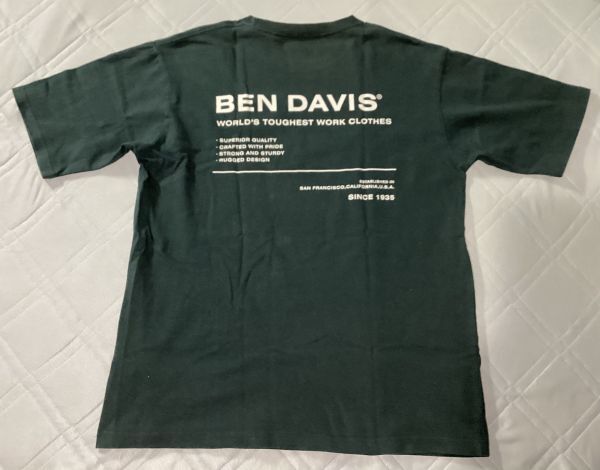 BEN DAVIS®
WORLD'S TOUGHEST WORK CLOTHES
· SUPERIOR QUALITY
· CRAFTED WITH PRIDE
· STRONG AND STURDY
· RUGGED DESIGN
ESTABLISHED IN
SAN FRANCISCO,CALIFORNIA,U.S.A.
SINCE 1935